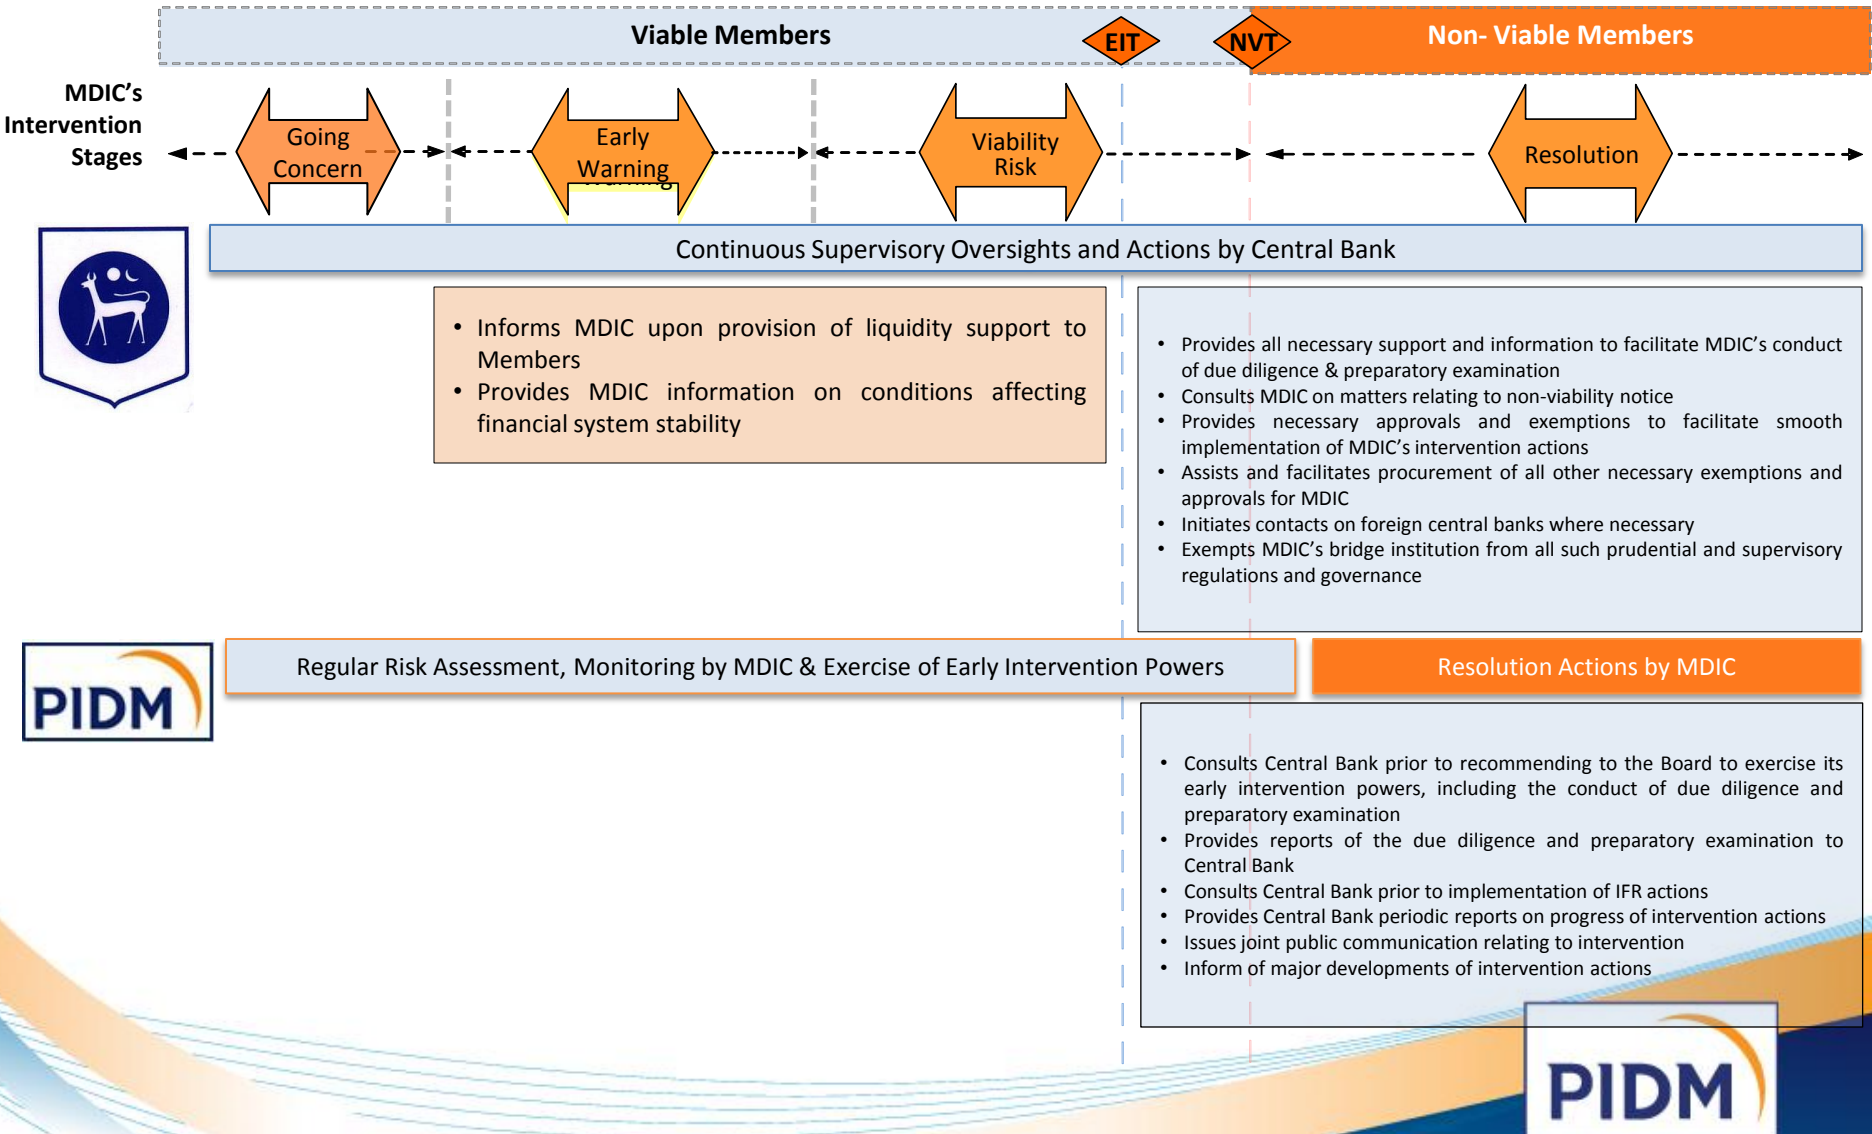 Viable Members
EIT
NVT
Non- Viable Members
MDIC's
Intervention
Stages
Going
Concern
Early
Warning
Viability
Risk
Resolution
Continuous Supervisory Oversights and Actions by Central Bank
• Informs MDIC upon provision of liquidity support to
Members
• Provides MDIC information on conditions affecting
financial system stability
• Provides all necessary support and information to facilitate MDIC's conduct
of due diligence & preparatory examination
• Consults MDIC on matters relating to non-viability notice
• Provides necessary approvals and exemptions to facilitate smooth
implementation of MDIC's intervention actions
• Assists and facilitates procurement of all other necessary exemptions and
approvals for MDIC
• Initiates contacts on foreign central banks where necessary
• Exempts MDIC's bridge institution from all such prudential and supervisory
regulations and governance
PIDM
Regular Risk Assessment, Monitoring by MDIC & Exercise of Early Intervention Powers
Resolution Actions by MDIC
• Consults Central Bank prior to recommending to the Board to exercise its
early intervention powers, including the conduct of due diligence and
preparatory examination
• Provides reports of the due diligence and preparatory examination to
Central Bank
• Consults Central Bank prior to implementation of IFR actions
• Provides Central Bank periodic reports on progress of intervention actions
• Issues joint public communication relating to intervention
• Inform of major developments of intervention actions
PIDM